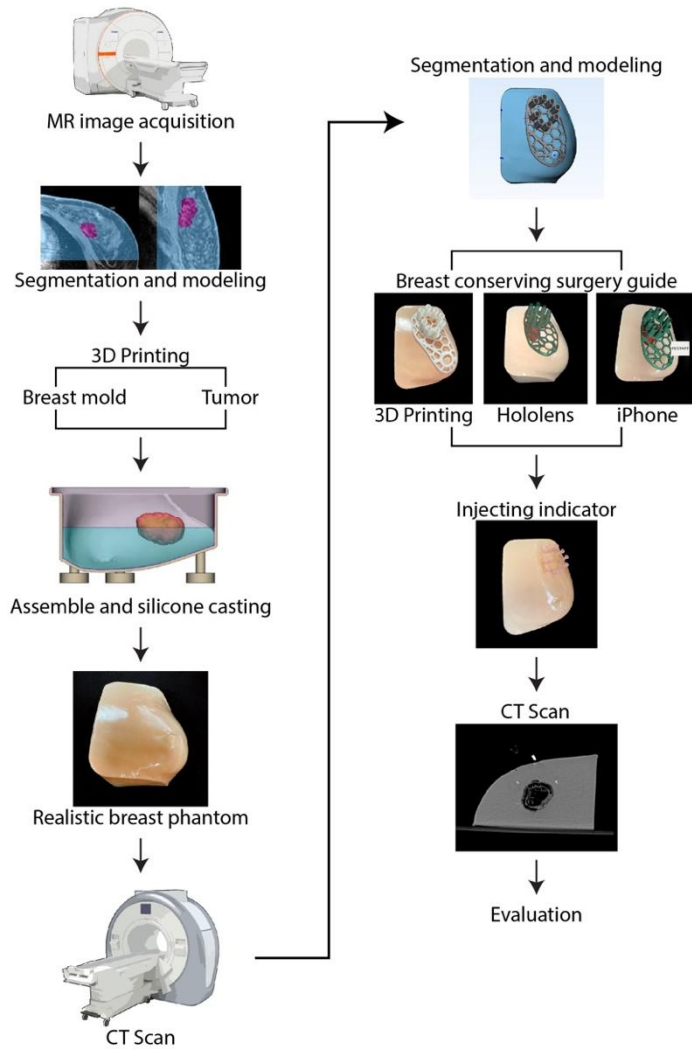 MR image acquisition
Segmentation and modeling
3D Printing
Breast mold
Tumor
Assemble and silicone casting
Realistic breast phantom
CT Scan
Segmentation and modeling
Breast conserving surgery guide
3D Printing
Hololens
iPhone
Injecting indicator
CT Scan
Evaluation